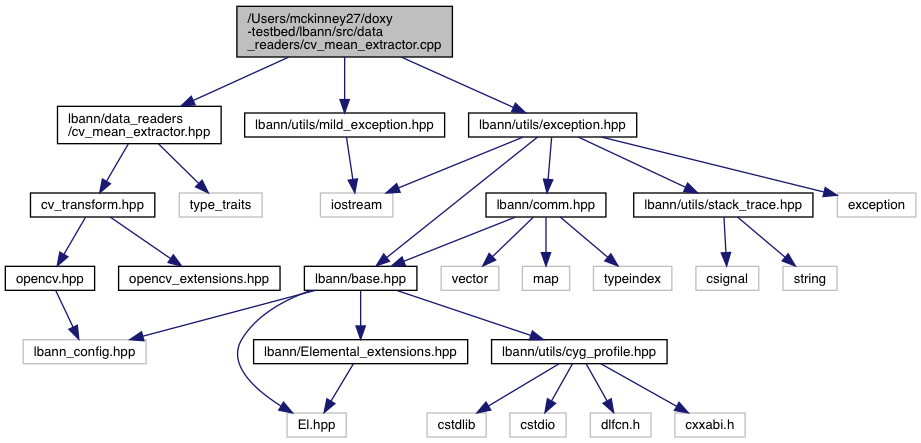 /Users/mckinney27/doxy
-testbed/lbann/src/data
_readers/cv_mean_extractor.cpp
lbann/data_readers
/cv_mean_extractor.hpp
lbann/utils/mild_exception.hpp
lbann/utils/exception.hpp
cv_transform.hpp
type_traits
iostream
lbann/comm.hpp
lbann/utils/stack_trace.hpp
exception
opencv.hpp
opencv_extensions.hpp
lbann/base.hpp
vector
map
typeindex
csignal
string
lbann_config.hpp
lbann/Elemental_extensions.hpp
lbann/utils/cyg_profile.hpp
El.hpp
cstdlib
cstdio
dlfcn.h
cxxabi.h